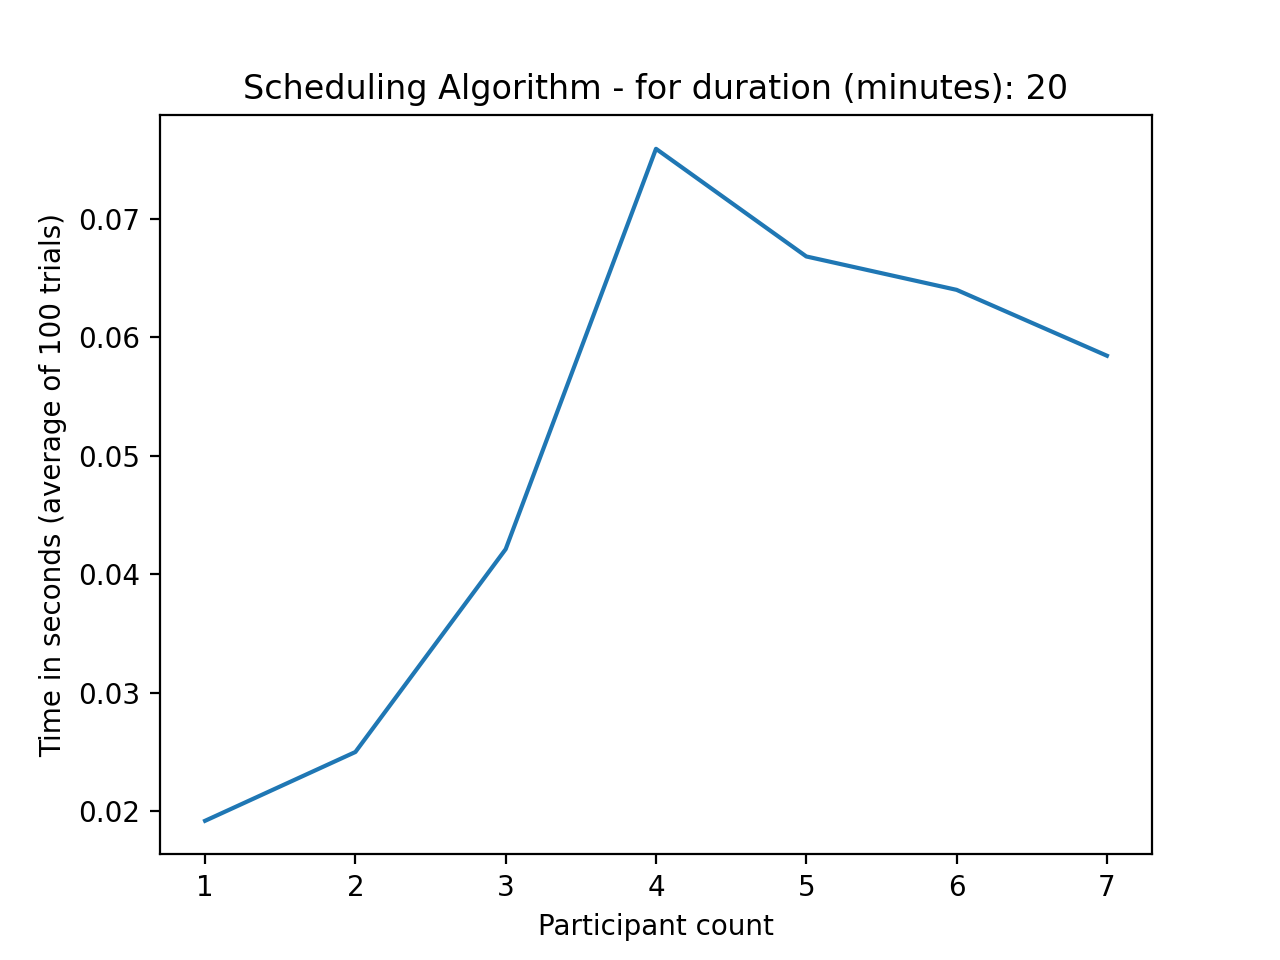 Scheduling Algorithm - for duration (minutes): 20
Time in seconds (average of 100 trials)
0.07
0.06
0.05
0.04
0.03
0.02
1 2 3 4 5 6 7
Participant count